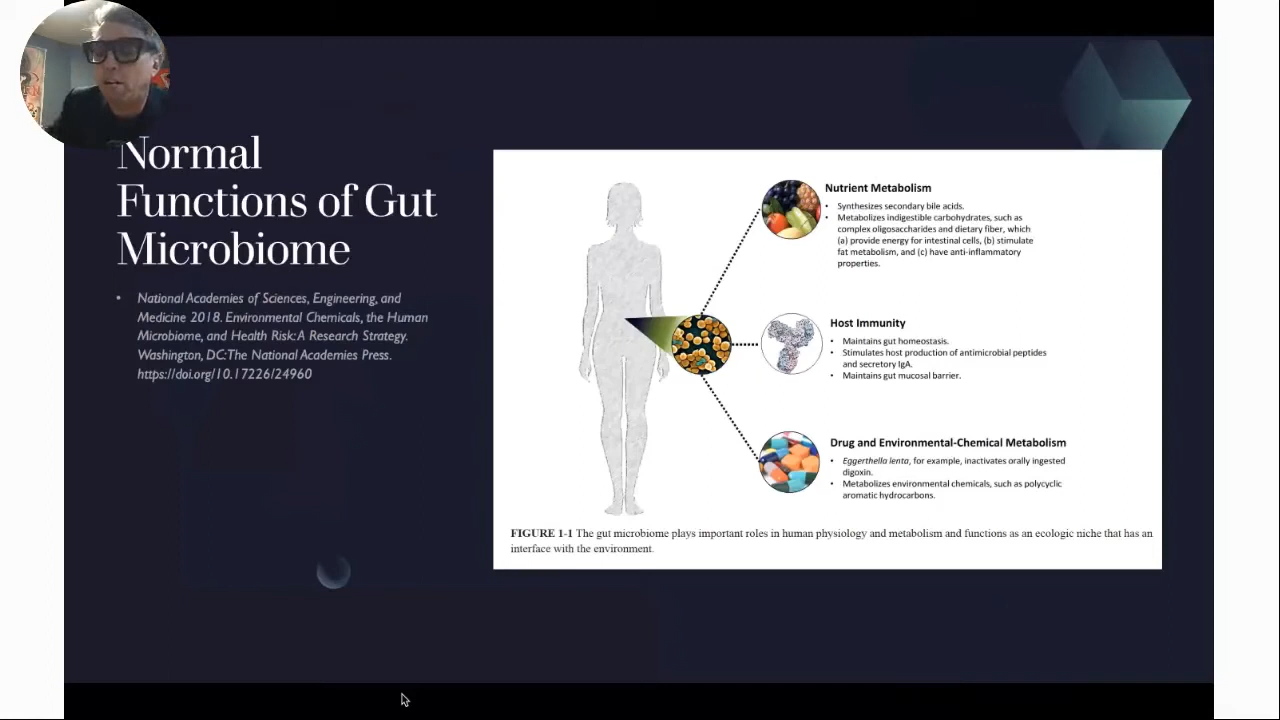 Normal
Functions of Gut
Microbiome
• National Academies of Sciences, Engineering, and
Medicine 2018. Environmental Chemicals, the Human
Microbiome, and Health Risk: A Research Strategy.
Washington, DC:The National Academies Press.
https://doi.org/10.17226/24960
Nutrient Metabolism
• Synthesizes secondary bile acids.
• Metabolizes indigestible carbohydrates, such as
complex oligosaccharides and dietary fiber, which
(a) provide energy for intestinal cells, (b) stimulate
fat metabolism, and (c) have anti-inflammatory
properties.
Host Immunity
• Maintains gut homeostasis.
• Stimulates host production of antimicrobial peptides
and secretory IgA.
• Maintains gut mucosal barrier.
Drug and Environmental-Chemical Metabolism
• Eggerthella lenta, for example, inactivates orally ingested
digoxin.
• Metabolizes environmental chemicals, such as polycyclic
aromatic hydrocarbons.
FIGURE 1-1 The gut microbiome plays important roles in human physiology and metabolism and functions as an ecologic niche that has an
interface with the environment.